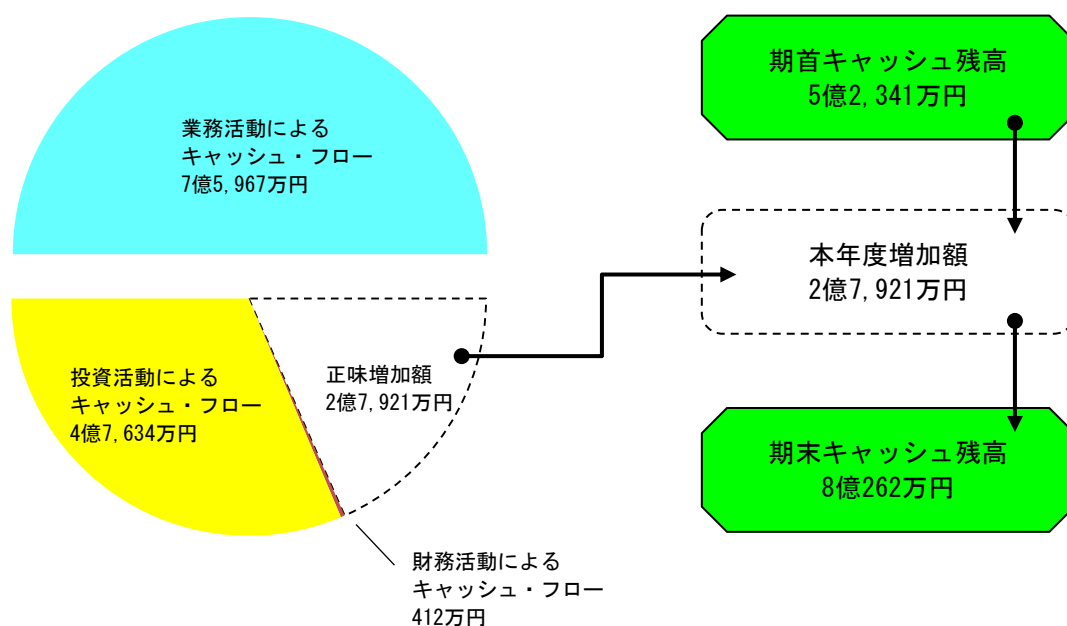 業務活動による
キャッシュ・フロー
7億5,967万円
投資活動による
キャッシュ・フロー
4億7,634万円
正味増加額
2億7,921万円
財務活動による
キャッシュ・フロー
412万円
期首キャッシュ残高
5億2,341万円
本年度増加額
2億7,921万円
期末キャッシュ残高
8億262万円